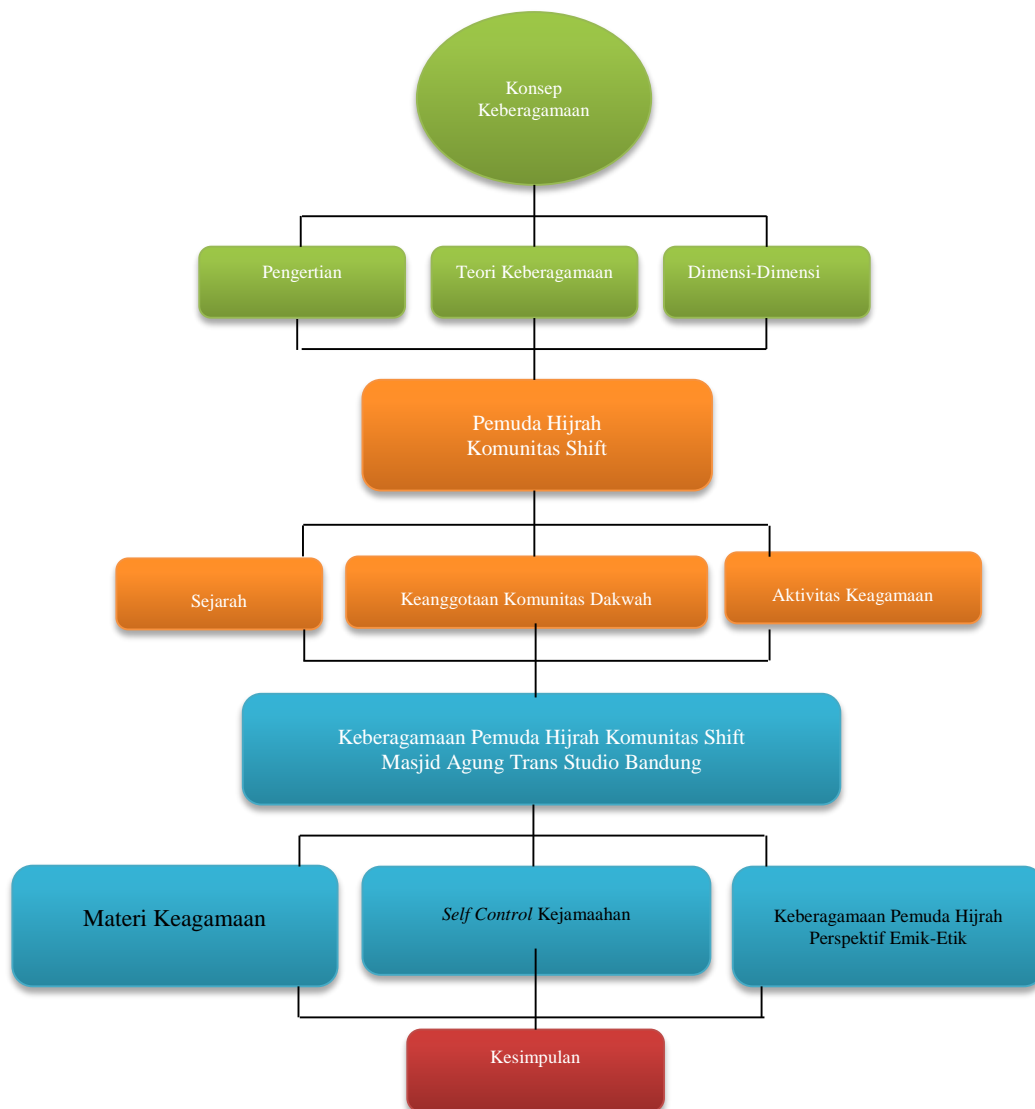 Konsep
Keberagamaan
Pengertian
Teori Keberagamaan
Dimensi-Dimensi
Pemuda Hijrah
Komunitas Shift
Sejarah
Keanggotaan Komunitas Dakwah
Aktivitas Keagamaan
Keberagamaan Pemuda Hijrah Komunitas Shift
Masjid Agung Trans Studio Bandung
Materi Keagamaan
Self Control Kejamaahan
Keberagamaan Pemuda Hijrah
Perspektif Emik-Etik
Kesimpulan